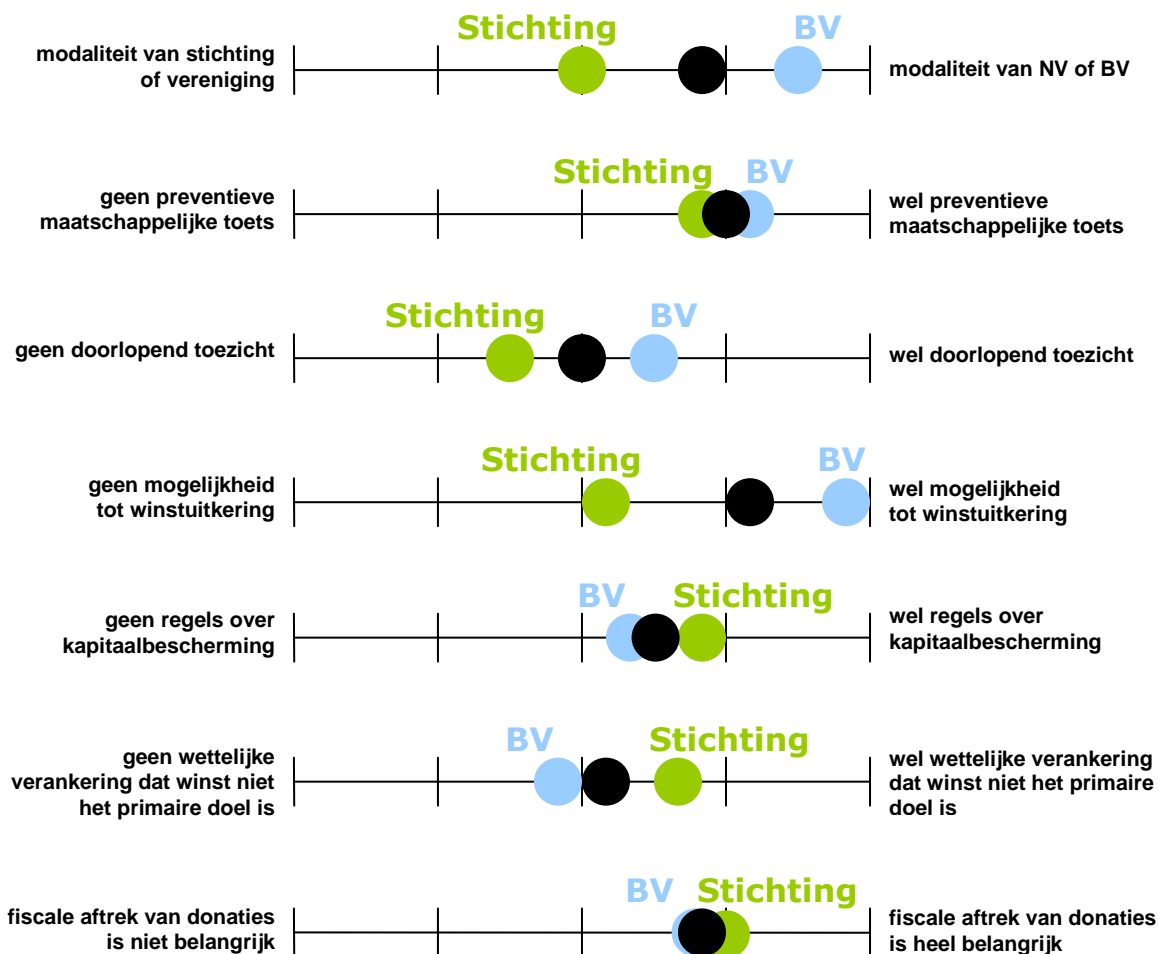 Stichting
BV
modaliteit van stichting
of vereniging
modaliteit van NV of BV
Stichting
BV
geen preventieve
maatschappelijke toets
wel preventieve
maatschappelijke toets
Stichting
BV
geen doorlopend toezicht
wel doorlopend toezicht
Stichting
BV
geen mogelijkheid
tot winstuitkering
wel mogelijkheid
tot winstuitkering
BV
Stichting
geen regels over
kapitaalbescherming
wel regels over
kapitaalbescherming
BV
Stichting
geen wettelijke
verankering dat winst niet
het primaire doel is
wel wettelijke verankering
dat winst niet het primaire
doel is
BV
Stichting
fiscale aftrek van donaties
is niet belangrijk
fiscale aftrek van donaties
is heel belangrijk